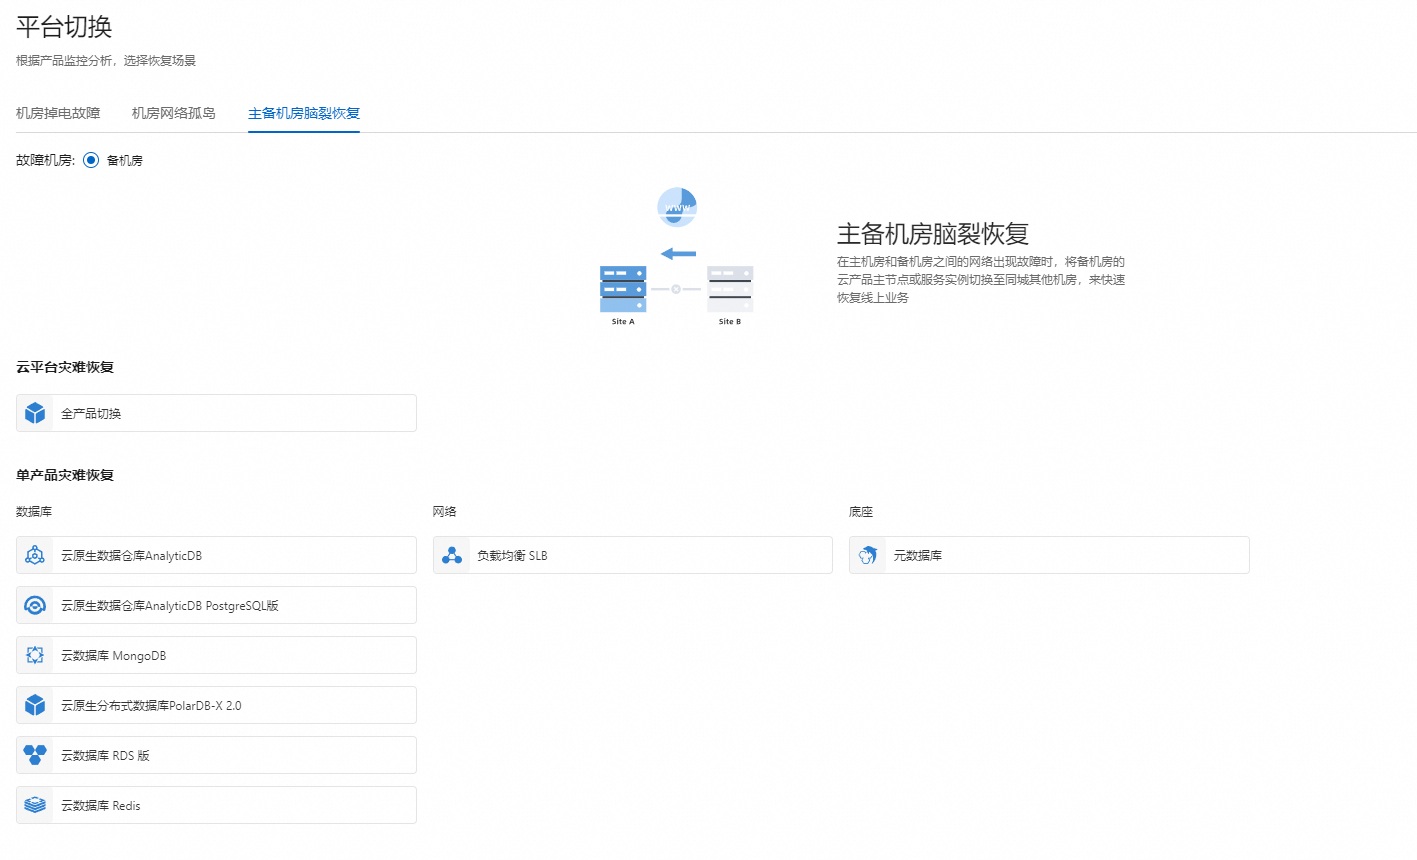 平台切换
根据产品监控分析，选择恢复场景
机房掉电故障
机房网络孤岛
主备机房脑裂恢复
故障机房:
备机房
WWW
Site A
Site B
主备机房脑裂恢复
在主机房和备机房之间的网络出现故障时，将备机房的
云产品主节点或服务实例切换至同城其他机房，来快速
恢复线上业务
云平台灾难恢复
全产品切换
单产品灾难恢复
数据库
云原生数据仓库AnalyticDB
云原生数据仓库AnalyticDB PostgreSQL版
云数据库 MongoDB
云原生分布式数据库PolarDB-X 2.0
云数据库 RDS 版
云数据库 Redis
网络
负载均衡 SLB
底座
元数据库